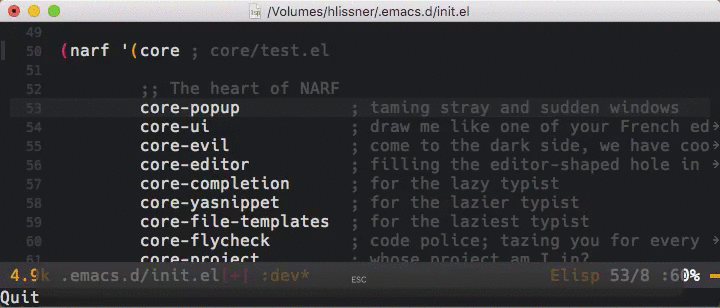 /Volumes/hlissner/.emacs.d/init.el
49
50 (narf '(core ; core/test.el
51
52 ;; The heart of NARF
53 core-popup ; taming stray and sudden windows
54 core-ui ; draw me like one of your French ed
55 core-evil ; come to the dark side, we have coo
56 core-editor ; filling the editor-shaped hole in
57 core-completion ; for the lazy typist
58 core-yasnippet ; for the lazier typist
59 core-file-templates ; for the laziest typist
60 core-flycheck ; code police; tazing you for every
61 core-project ; whose project am I in?
4.9k .emacs.d/init.el[+] :dev* ESC Elisp 53/8 :60%
Quit